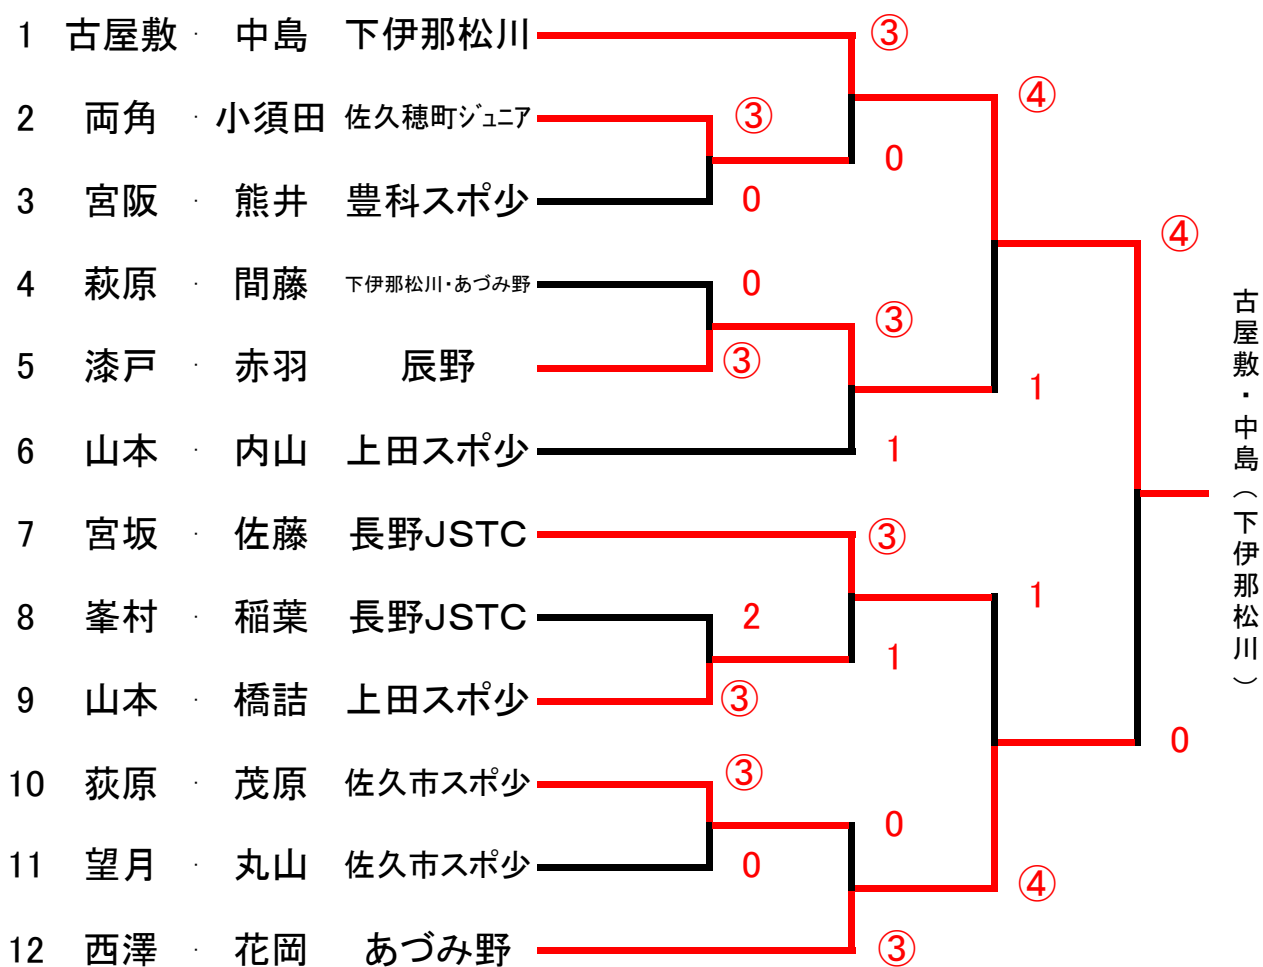 1 古屋敷 · 中島 下伊那松川 ③
④
2 両角 · 小須田 佐久穂町ジュニア ③
0
3 宮阪 · 熊井 豊科スポ少 0
④
4 萩原 · 間藤 下伊那松川・あづみ野 0
③
5 漆戸 · 赤羽 辰野 ③
1
6 山本 · 内山 上田スポ少 1
古屋敷・中島(下伊那松川)
7 宮坂 · 佐藤 長野JSTC ③
1
8 峯村 · 稲葉 長野JSTC 2
1
9 山本 · 橋詰 上田スポ少 ③
0
10 荻原 · 茂原 佐久市スポ少 ③
0
11 望月 · 丸山 佐久市スポ少 0
④
12 西澤 · 花岡 あづみ野 ③